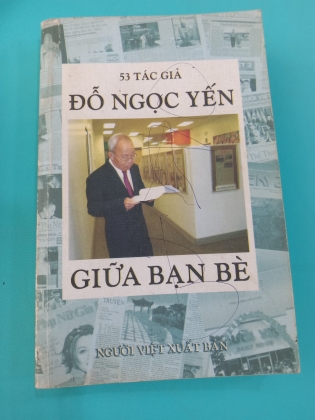 53 TÁC GIẢ
ĐỖ NGỌC YẾN
GIỮA BẠN BÈ
NGƯỜI VIỆT XUẤT BẢN